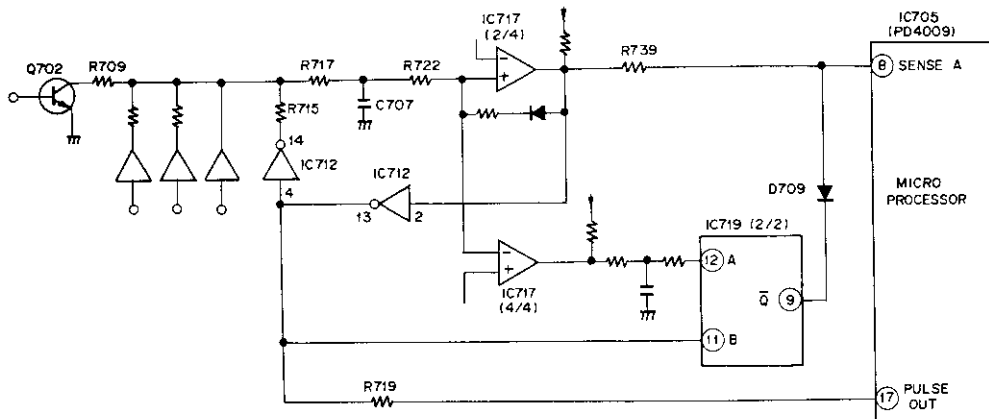 IC717
(2/4)
IC705
(PD4009)
Q702
R709
R717
R722
R739
8 SENSE A
C707
R715
14
IC712
IC712
4
13
2
MICRO
PROCESSOR
D709
IC719 (2/2)
12 A
Q̅ 9
IC717
(4/4)
11 B
R719
17 PULSE
OUT